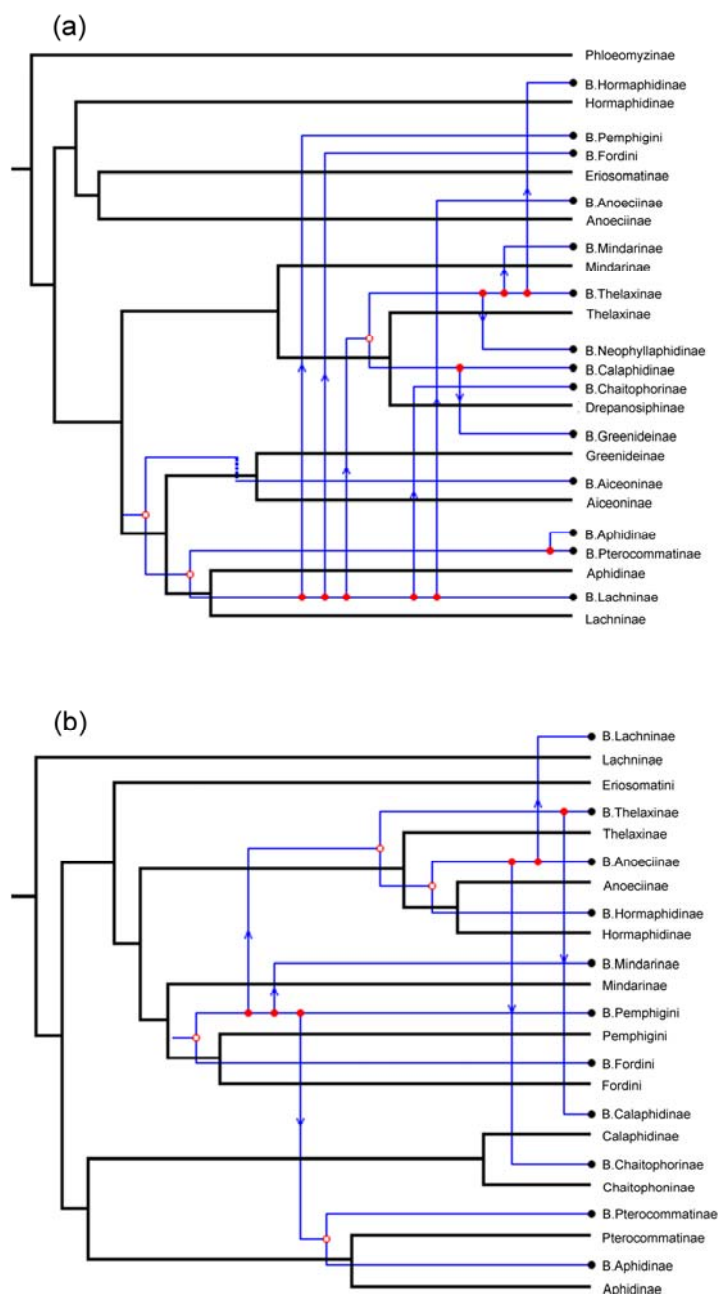 (a)
Phloeomyzinae
B.Hormaphidinae
Hormaphidinae
B.Pemphigini
B.Fordini
Eriosomatinae
B.Anoeciinae
Anoeciinae
B.Mindarinae
Mindarinae
B.Thelaxinae
Thelaxinae
B.Neophyllaphidinae
B.Calaphidinae
B.Chaitophorinae
Drepanosiphinae
B.Greenideinae
Greenideinae
B.Aiceoninae
Aiceoninae
B.Aphidinae
B.Pterocommatinae
Aphidinae
B.Lachninae
Lachninae
(b)
B.Lachninae
Lachninae
Eriosomatini
B.Thelaxinae
Thelaxinae
B.Anoeciinae
Anoeciinae
B.Hormaphidinae
Hormaphidinae
B.Mindarinae
Mindarinae
B.Pemphigini
Pemphigini
B.Fordini
Fordini
B.Calaphidinae
Calaphidinae
B.Chaitophorinae
Chaitophoninae
B.Pterocommatinae
Pterocommatinae
B.Aphidinae
Aphidinae